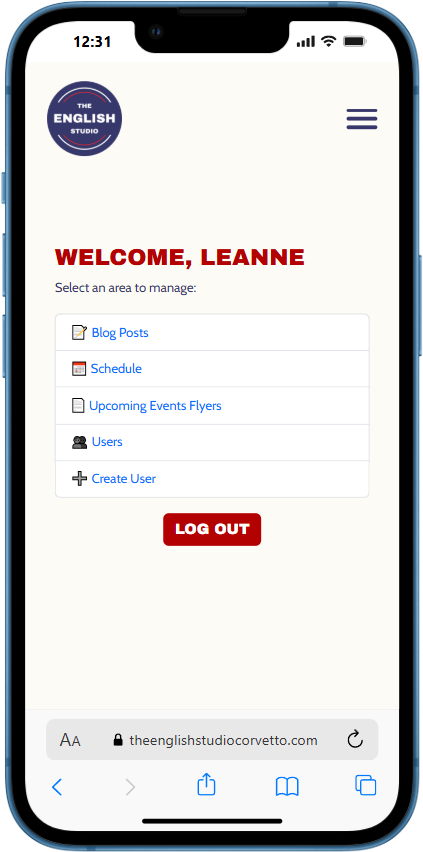 12:31
THE
ENGLISH
STUDIO
WELCOME, LEANNE
Select an area to manage:
Blog Posts
Schedule
Upcoming Events Flyers
Users
Create User
LOG OUT
AA theenglishstudiocorvetto.com